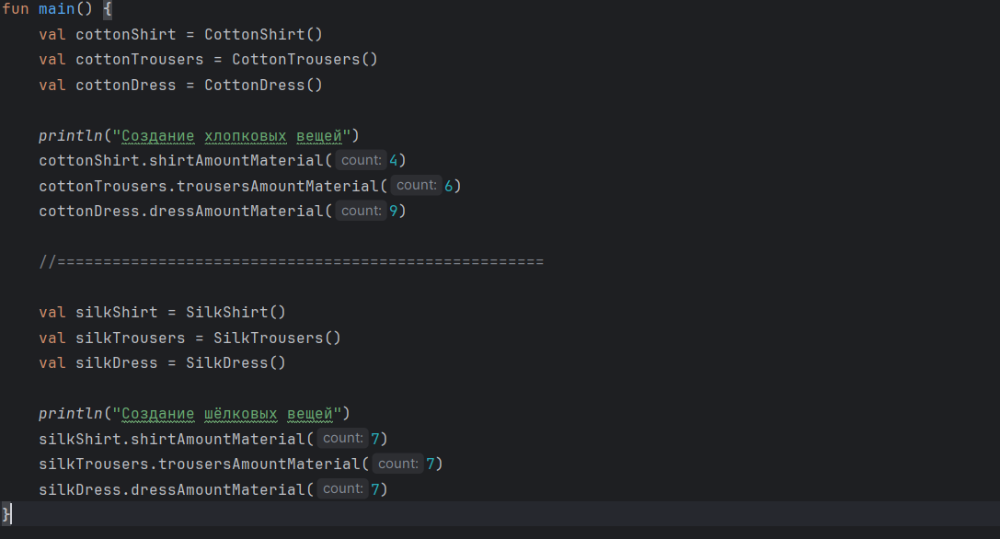 fun main() {
val cottonShirt = CottonShirt()
val cottonTrousers = CottonTrousers()
val cottonDress = CottonDress()
println("Создание хлопковых вещей")
cottonShirt.shirtAmountMaterial( count: 4)
cottonTrousers.trousersAmountMaterial( count: 6)
cottonDress.dressAmountMaterial( count: 9)
//=====================================================
val silkShirt = SilkShirt()
val silkTrousers = SilkTrousers()
val silkDress = SilkDress()
println("Создание шёлковых вещей")
silkShirt.shirtAmountMaterial( count: 7)
silkTrousers.trousersAmountMaterial( count: 7)
silkDress.dressAmountMaterial( count: 7)
}